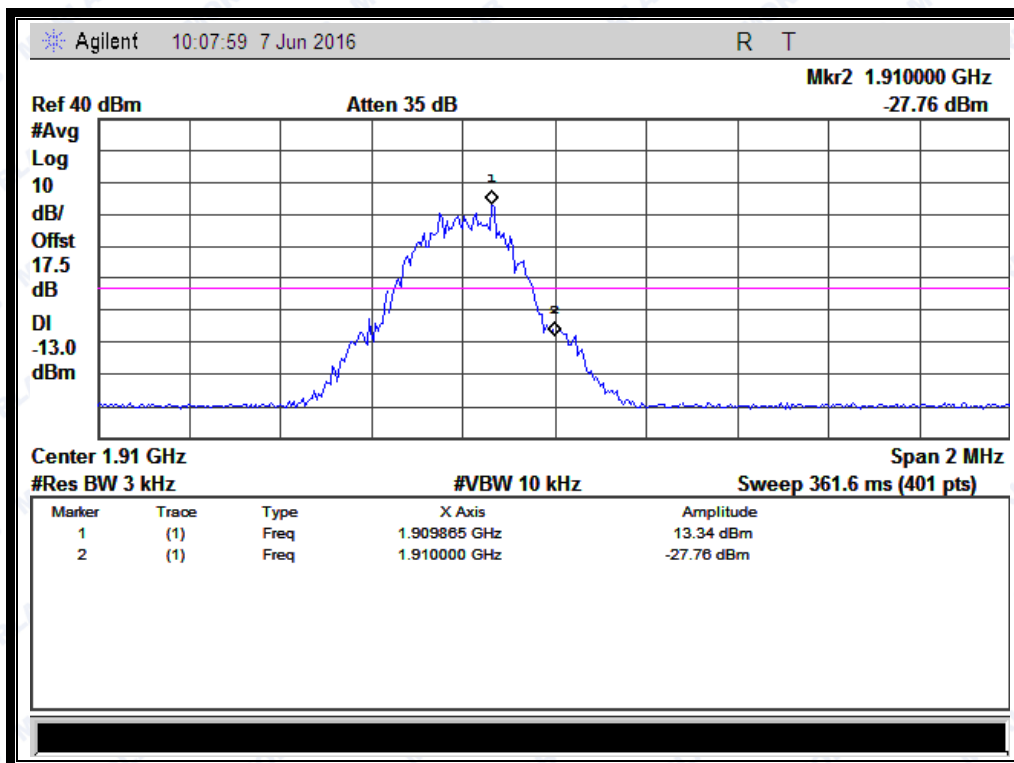 Agilent 10:07:59 7 Jun 2016 R T
Mkr2 1.910000 GHz
Ref 40 dBm Atten 35 dB -27.76 dBm
#Avg
Log
10
dB/
Offst
17.5
dB
DI
-13.0
dBm
1
2
Center 1.91 GHz Span 2 MHz
#Res BW 3 kHz #VBW 10 kHz Sweep 361.6 ms (401 pts)
Marker Trace Type X Axis Amplitude
1 (1) Freq 1.909865 GHz 13.34 dBm
2 (1) Freq 1.910000 GHz -27.76 dBm